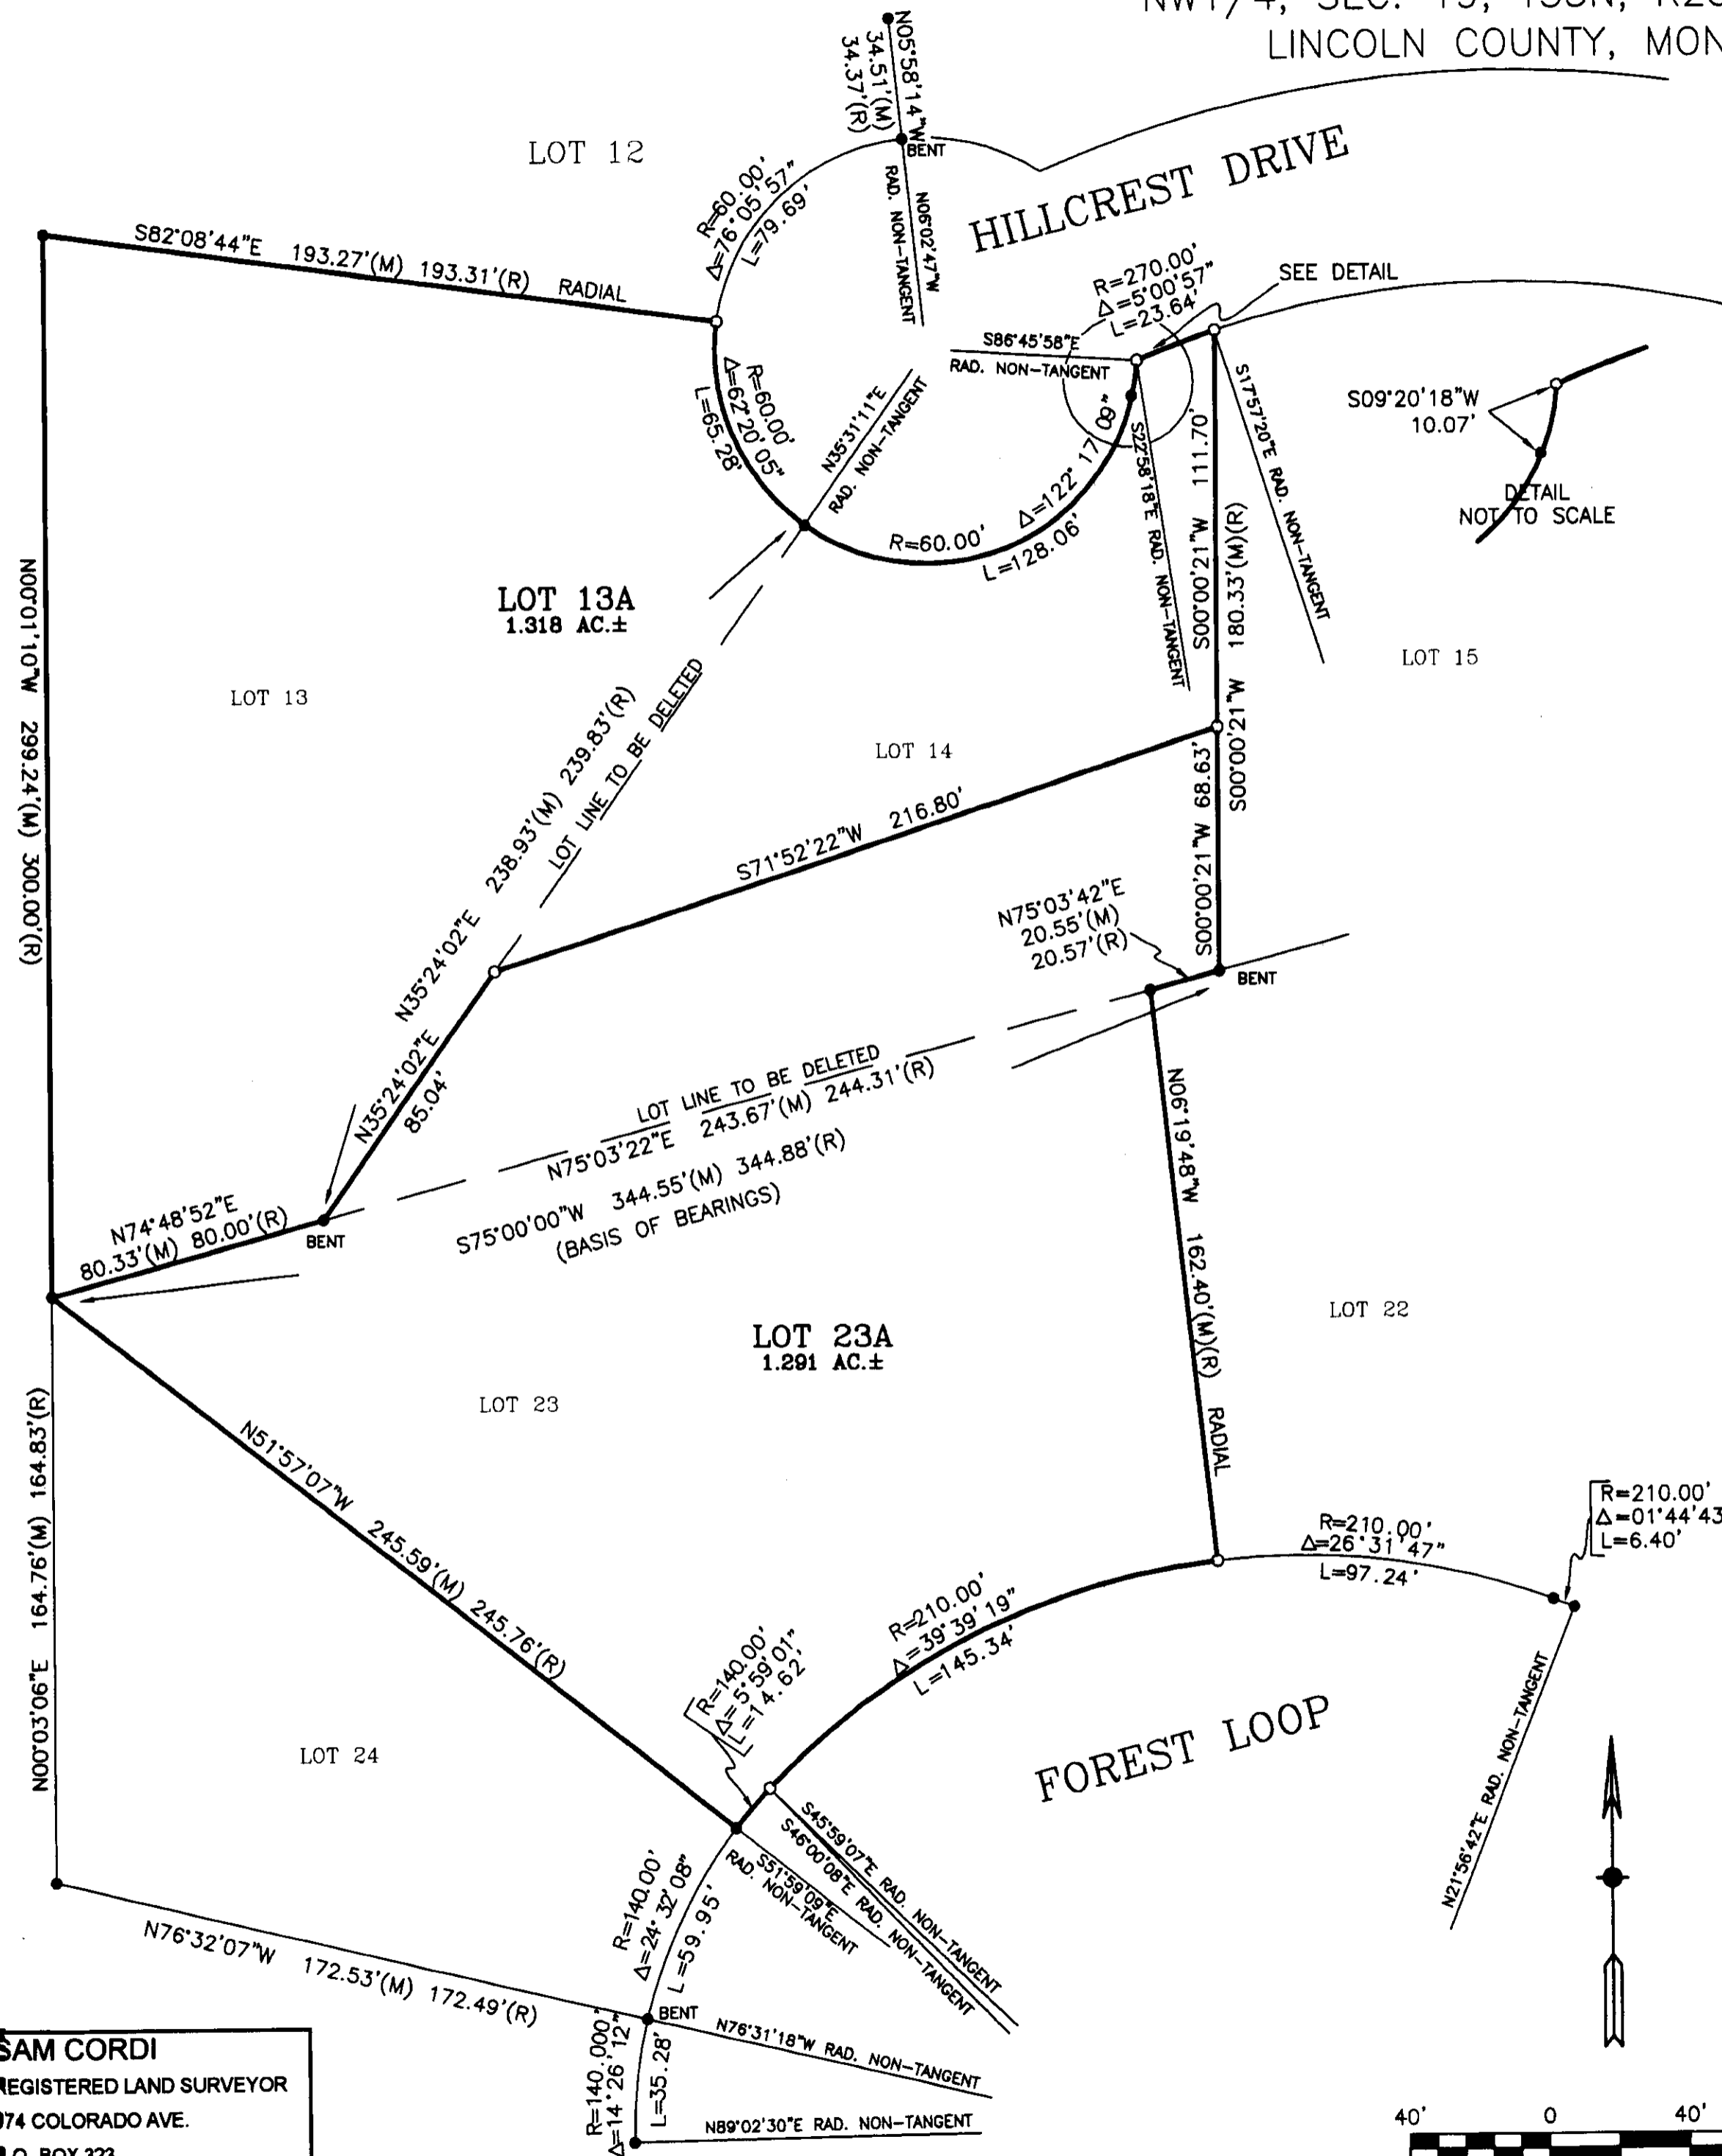 LINCOLN COUNTY, MON
N05°58'14"W
34.51'(M)
34.37'(R)
BENT
LOT 12
HILLCREST DRIVE
R=60.00'
Δ=76°05'57"
L=79.69'
RAD. NON-TANGENT
N06°02'47"W
S82°08'44"E 193.27'(M) 193.31'(R) RADIAL
R=270.00'
Δ=5°00'57"
L=23.64'
SEE DETAIL
S86°45'58"E
RAD. NON-TANGENT
S09°20'18"W
10.07'
DETAIL
NOT TO SCALE
R=60.00'
Δ=62°20'05"
L=65.28'
N35°31'11"E
RAD. NON-TANGENT
R=60.00'
Δ=122° 17' 09"
L=128.06'
S22°58'18"E RAD. NON-TANGENT
S00°00'21"W 111.70'
S00°00'21"W 180.33'(M)(R)
S17°57'20"E RAD. NON-TANGENT
LOT 13A
1.318 AC.±
LOT 15
LOT 13
LOT 14
N00°01'10"W 299.24'(M) 300.00'(R)
N35°24'02"E 238.93'(M) 239.83'(R)
LOT LINE TO BE DELETED
S71°52'22"W 216.80'
S00°00'21"W 68.63'
N75°03'42"E
20.55'(M)
20.57'(R)
BENT
N35°24'02"E
85.04'
LOT LINE TO BE DELETED
N75°03'22"E 243.67'(M) 244.31'(R)
S75°00'00"W 344.55'(M) 344.88'(R)
(BASIS OF BEARINGS)
N74°48'52"E
80.33'(M) 80.00'(R)
BENT
N06°19'48"W 162.40'(M)(R) RADIAL
LOT 22
LOT 23A
1.291 AC.±
LOT 23
N51°57'07"W 245.59'(M) 245.76'(R)
N00°03'06"E 164.76'(M) 164.83'(R)
R=210.00'
Δ=01°44'43
L=6.40'
R=210.00'
Δ=26°31'47"
L=97.24'
R=210.00'
Δ=39°39'19"
L=145.34'
R=140.00'
Δ=5°59'01"
L=14.62'
FOREST LOOP
LOT 24
N21°56'42"E RAD. NON-TANGENT
S45°59'07"E RAD. NON-TANGENT
S46°00'08"E RAD. NON-TANGENT
S51°59'09"E
RAD. NON-TANGENT
R=140.00'
Δ=24°32'08"
L=59.95'
N76°32'07"W 172.53'(M) 172.49'(R)
BENT
N76°31'18"W RAD. NON-TANGENT
R=140.000'
Δ=14°26'12"
L=35.28'
N89°02'30"E RAD. NON-TANGENT
SAM CORDI
REGISTERED LAND SURVEYOR
974 COLORADO AVE.
BOX 323
40' 0 40'